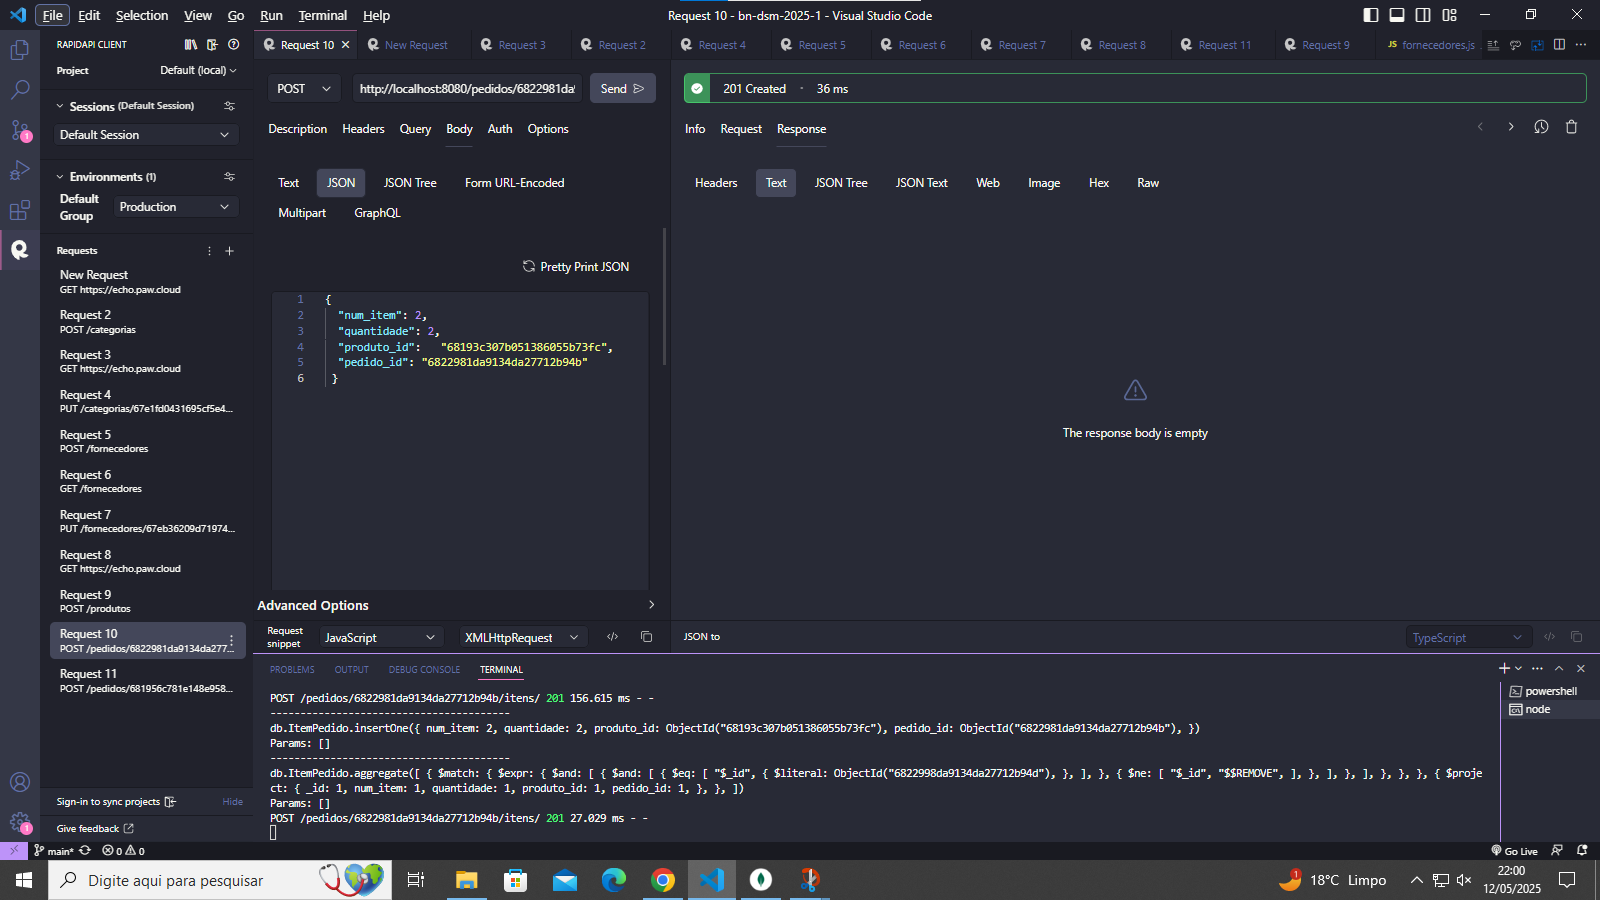 File Edit Selection View Go Run Terminal Help
Request 10 - bn-dsm-2025-1 - Visual Studio Code
RAPIDAPI CLIENT
Request 10
New Request
Request 3
Request 2
Request 4
Request 5
Request 6
Request 7
Request 8
Request 11
Request 9
JS fornecedores.js
Project
Default (local)
Sessions (Default Session)
Default Session
Environments (1)
Default Group
Production
Requests
New Request
GET https://echo.paw.cloud
Request 2
POST /categorias
Request 3
GET https://echo.paw.cloud
Request 4
PUT /categorias/67e1fd0431695cf5e4...
Request 5
POST /fornecedores
Request 6
GET /fornecedores
Request 7
PUT /fornecedores/67eb36209d71974...
Request 8
GET https://echo.paw.cloud
Request 9
POST /produtos
Request 10
POST /pedidos/6822981da9134da277...
Request 11
POST /pedidos/681956c781e148e958...
Sign-in to sync projects
Hide
Give feedback
POST
http://localhost:8080/pedidos/6822981da
Send
Description Headers Query Body Auth Options
Text JSON JSON Tree Form URL-Encoded
Multipart GraphQL
Pretty Print JSON
1 {
2 "num_item": 2,
3 "quantidade": 2,
4 "produto_id": "68193c307b051386055b73fc",
5 "pedido_id": "6822981da9134da27712b94b"
6 }
Advanced Options
Request snippet
JavaScript
XMLHttpRequest
201 Created - 36 ms
Info Request Response
Headers Text JSON Tree JSON Text Web Image Hex Raw
The response body is empty
JSON to
TypeScript
PROBLEMS OUTPUT DEBUG CONSOLE TERMINAL
POST /pedidos/6822981da9134da27712b94b/itens/ 201 156.615 ms - -
----------------------------------------
db.ItemPedido.insertOne({ num_item: 2, quantidade: 2, produto_id: ObjectId("68193c307b051386055b73fc"), pedido_id: ObjectId("6822981da9134da27712b94b"), })
Params: []
----------------------------------------
db.ItemPedido.aggregate([ { $match: { $expr: { $and: [ { $and: [ { $eq: [ "$_id", { $literal: ObjectId("6822998da9134da27712b94d"), }, ], }, { $ne: [ "$_id", "$$REMOVE", ], }, ], }, ], }, }, }, { $proje
ct: { _id: 1, num_item: 1, quantidade: 1, produto_id: 1, pedido_id: 1, }, }, ])
Params: []
POST /pedidos/6822981da9134da27712b94b/itens/ 201 27.029 ms - -
powershell
node
main* 0 0
Go Live
Digite aqui para pesquisar
1
18°C Limpo
22:00
12/05/2025